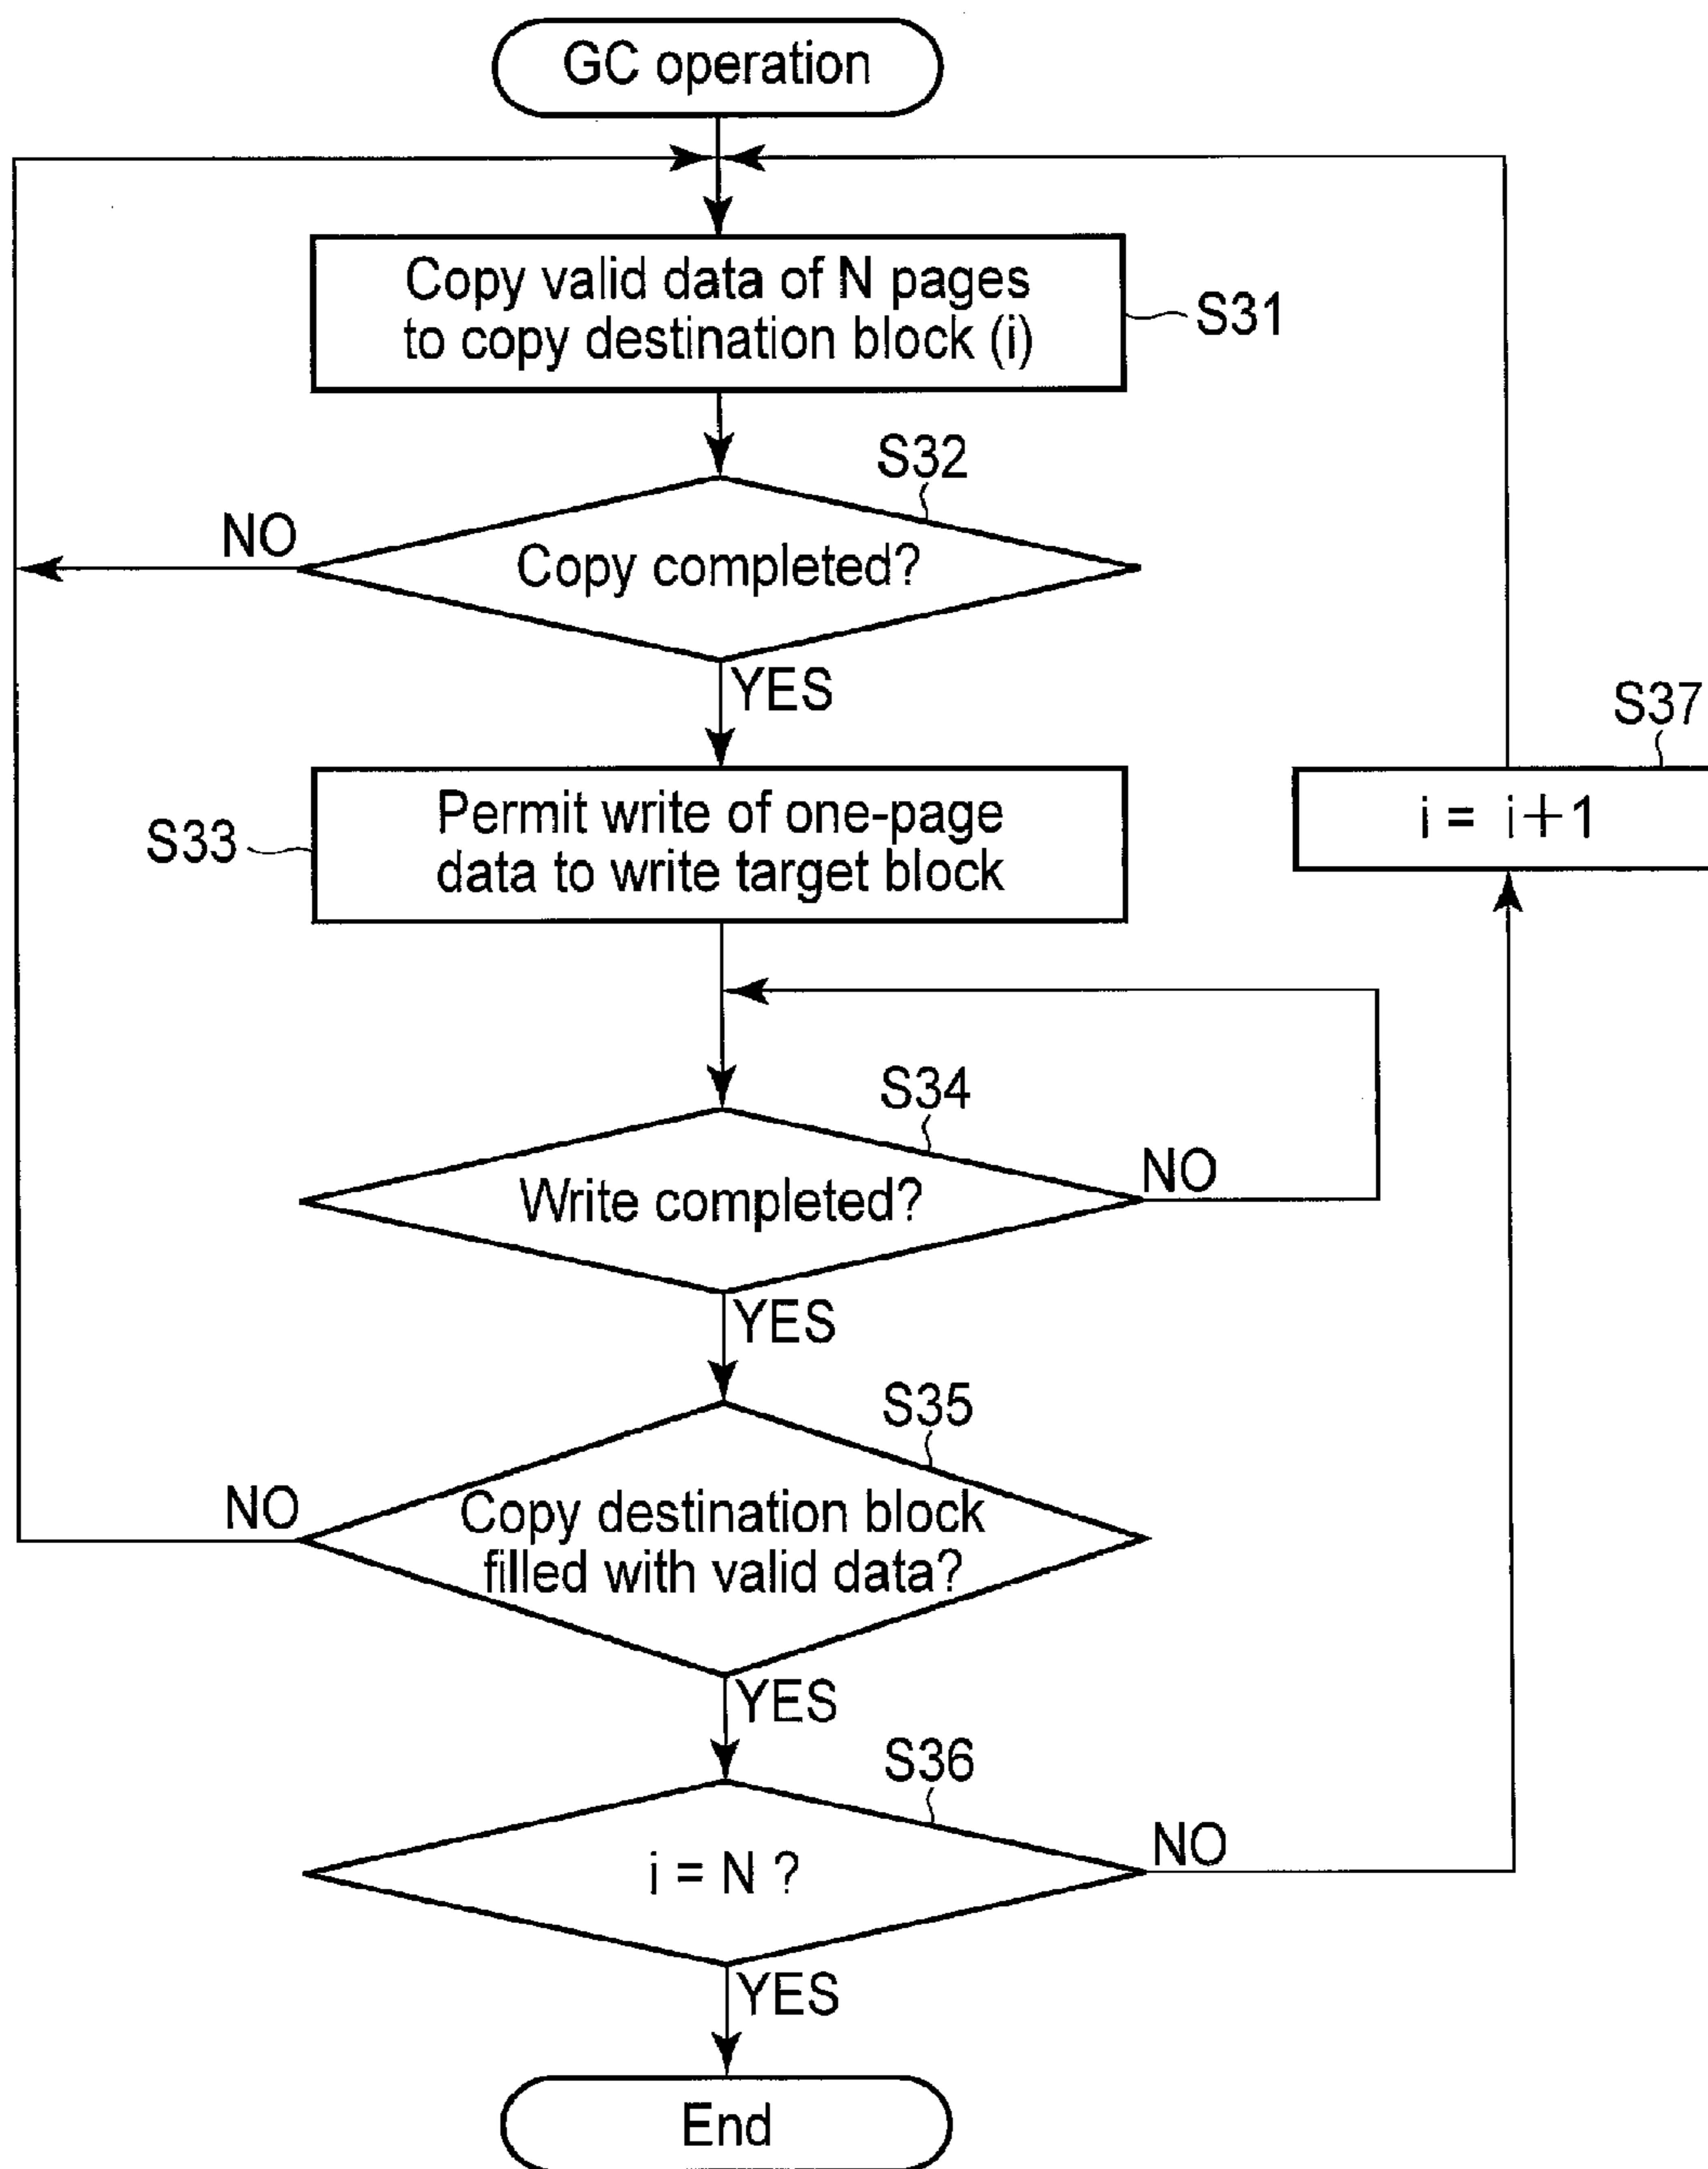 GC operation
Copy valid data of N pages
to copy destination block (i)
S31
S32
NO
Copy completed?
YES
S37
S33
Permit write of one-page
data to write target block
i = i+1
S34
NO
Write completed?
YES
S35
NO
Copy destination block
filled with valid data?
YES
S36
NO
i = N ?
YES
End